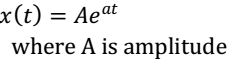 x(t) = Ae^{at}
where A is amplitude